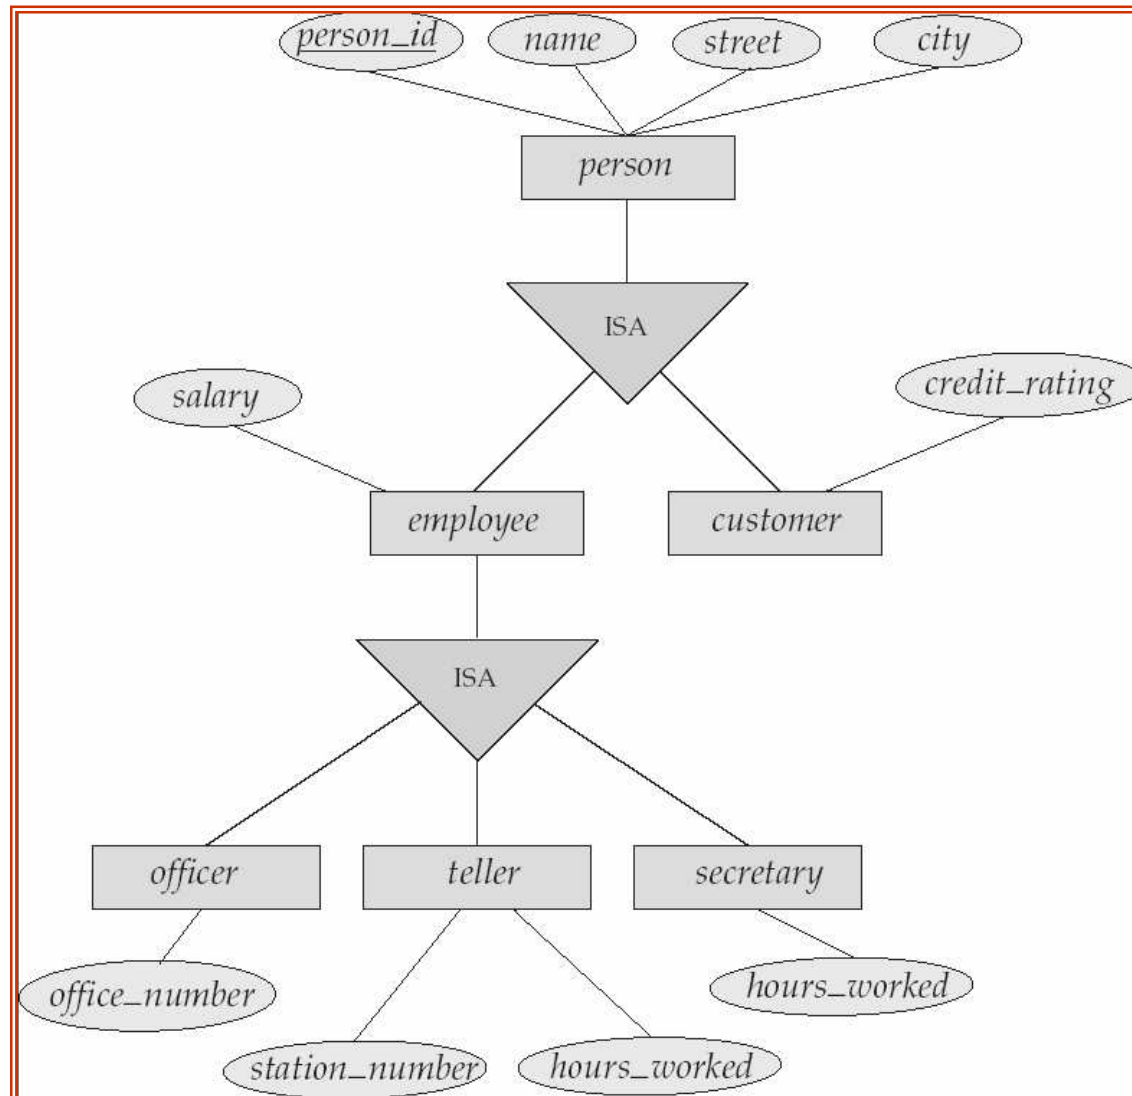 person_id name street city
person
ISA
salary
credit_rating
employee customer
ISA
officer teller secretary
office_number
hours_worked
station_number hours_worked